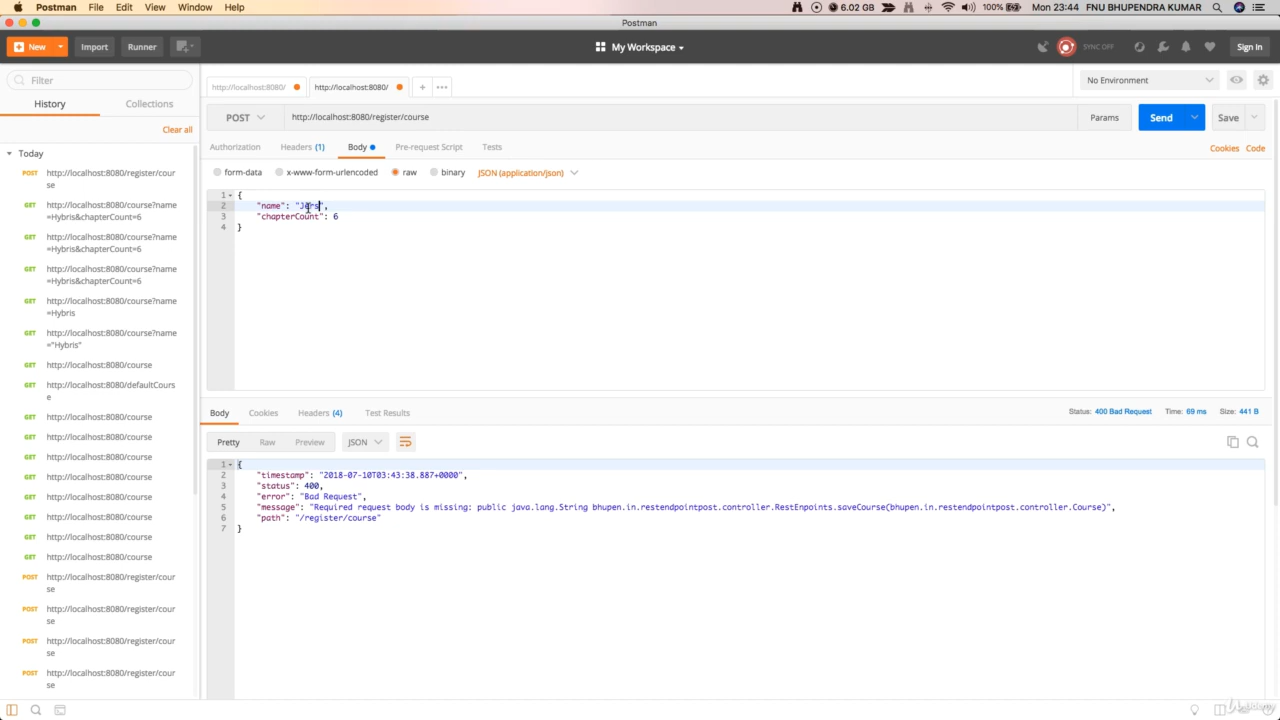 File Edit View Window Help 6.02 GB 100% Mon 23:44 FNU BHUPENDRA KUMAR
Postman
New Import Runner My Workspace SYNC OFF Sign In
Filter
History Collections
Clear all
Today
POST http://localhost:8080/register/cour
se
GET http://localhost:8080/course?name
=Hybris&chapterCount=6
GET http://localhost:8080/course?name
=Hybris&chapterCount=6
GET http://localhost:8080/course?name
=Hybris&chapterCount=6
GET http://localhost:8080/course?name
=Hybris
GET http://localhost:8080/course?name
="Hybris"
GET http://localhost:8080/course
GET http://localhost:8080/defaultCours
e
GET http://localhost:8080/course
GET http://localhost:8080/course
GET http://localhost:8080/course
GET http://localhost:8080/course
GET http://localhost:8080/course
GET http://localhost:8080/course
GET http://localhost:8080/course
GET http://localhost:8080/course
POST http://localhost:8080/register/cour
se
POST http://localhost:8080/register/cour
se
POST http://localhost:8080/register/cour
se
POST http://localhost:8080/register/cour
se
http://localhost:8080/ http://localhost:8080/ + ••• No Environment
POST http://localhost:8080/register/course Params Send Save
Authorization Headers (1) Body Pre-request Script Tests Cookies Code
form-data x-www-form-urlencoded raw binary JSON (application/json)
1 {
2 "name": ",
3 "chapterCount": 6
4 }
Body Cookies Headers (4) Test Results Status: 400 Bad Request Time: 69 ms Size: 441 B
Pretty Raw Preview JSON
1 {
2 "timestamp": "2018-07-10T03:43:38.887+0000",
3 "status": 400,
4 "error": "Bad Request",
5 "message": "Required request body is missing: public java.lang.String bhupen.in.restendpointpost.controller.RestEnpoints.saveCourse(bhupen.in.restendpointpost.controller.Course)",
6 "path": "/register/course"
7 }